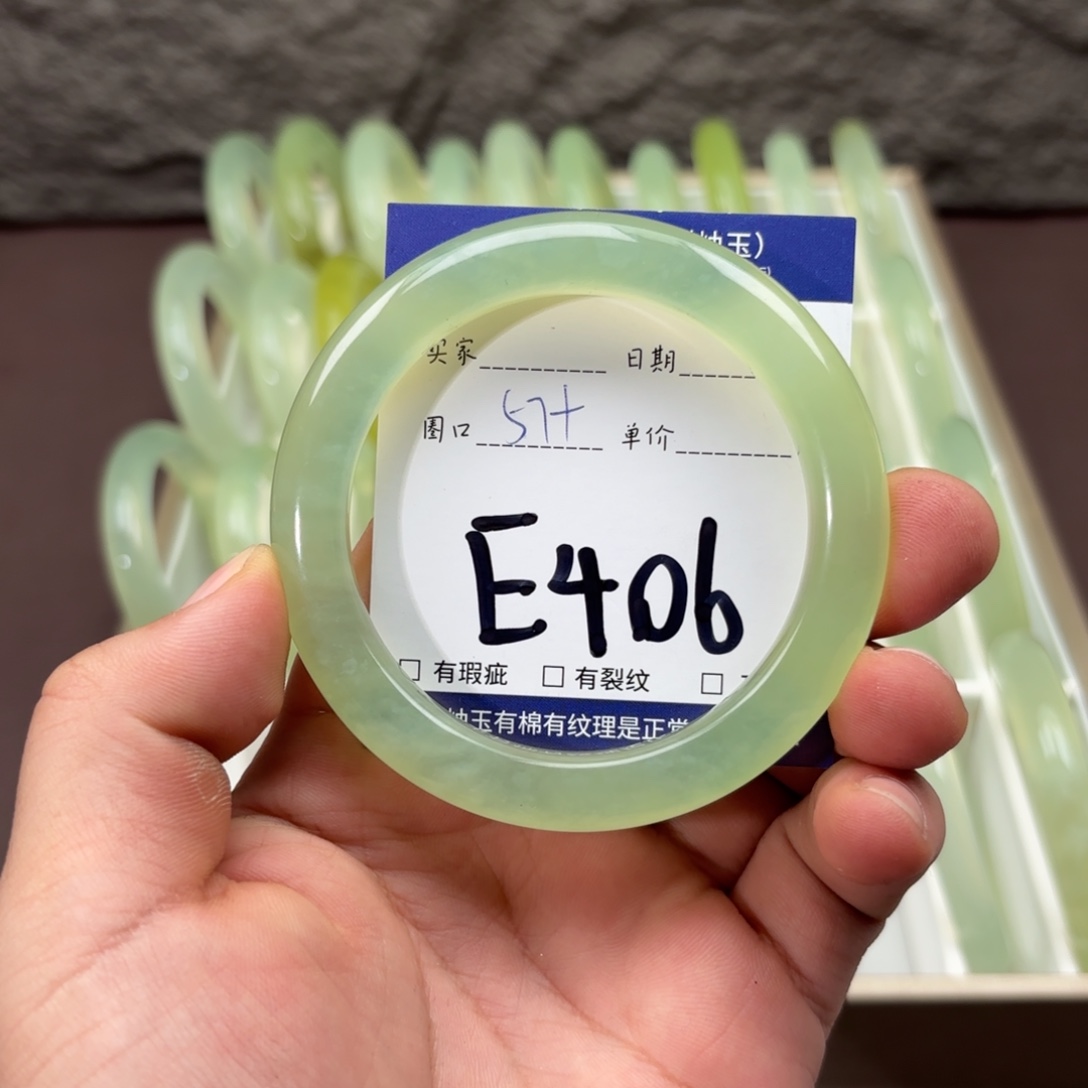 玉）
买家__________ 日期______
圈口 57+ 单价_________
E406
□ 有瑕疵 □ 有裂纹 □
玉有棉有纹理是正常